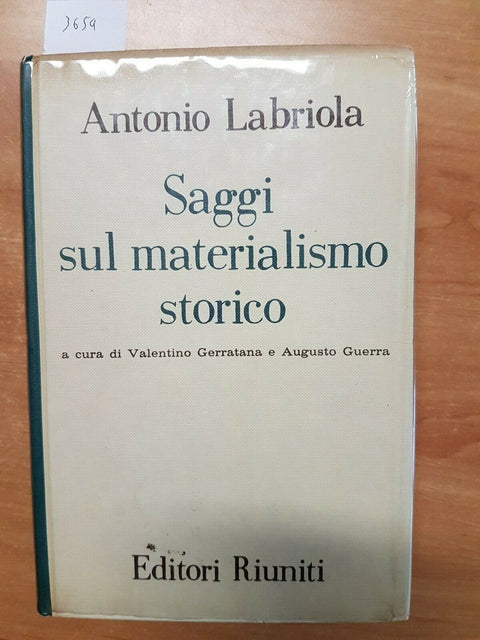 3659
Antonio Labriola
Saggi
sul materialismo
storico
a cura di Valentino Gerratana e Augusto Guerra
Editori Riuniti